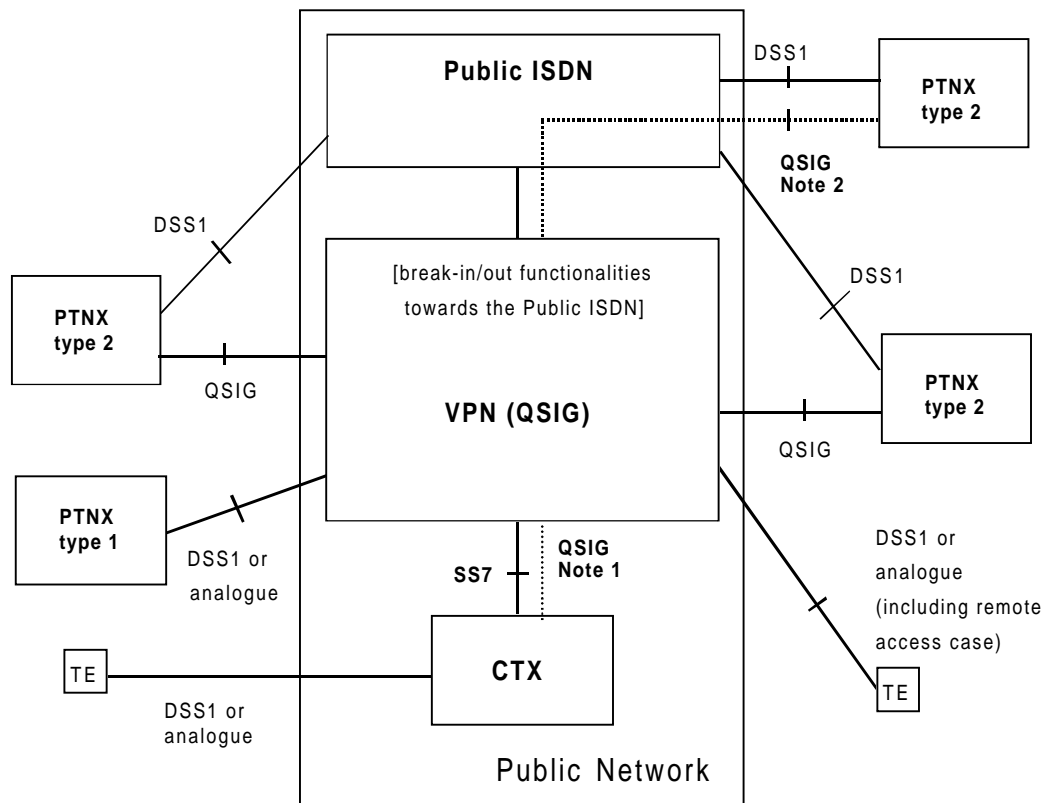 Public ISDN
DSS1
PTNX
type 2
QSIG
Note 2
DSS1
[break-in/out functionalities
towards the Public ISDN]
DSS1
PTNX
type 2
QSIG
VPN (QSIG)
PTNX
type 2
QSIG
PTNX
type 1
DSS1 or
analogue
SS7
QSIG
Note 1
DSS1 or
analogue
(including remote
access case)
TE
CTX
TE
DSS1 or
analogue
Public Network